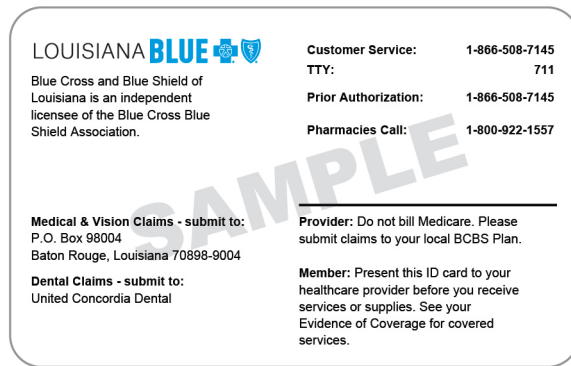 LOUISIANA BLUE
Blue Cross and Blue Shield of
Louisiana is an independent
licensee of the Blue Cross Blue
Shield Association.
Customer Service: 1-866-508-7145
TTY: 711
Prior Authorization: 1-866-508-7145
Pharmacies Call: 1-800-922-1557
SAMPLE
Medical & Vision Claims - submit to:
P.O. Box 98004
Baton Rouge, Louisiana 70898-9004
Dental Claims - submit to:
United Concordia Dental
Provider: Do not bill Medicare. Please
submit claims to your local BCBS Plan.
Member: Present this ID card to your
healthcare provider before you receive
services or supplies. See your
Evidence of Coverage for covered
services.